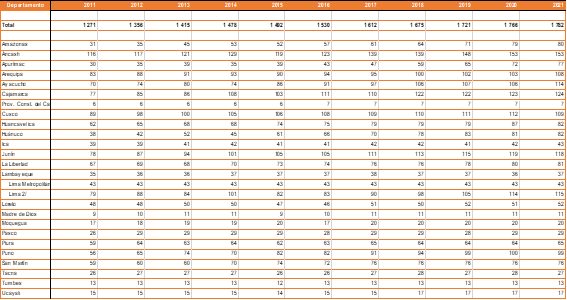 Departamento 2011 2012 2013 2014 2015 2016 2017 2018 2019 2020 2021
Total 1 271 1 356 1 415 1 478 1 492 1 530 1 612 1 675 1 721 1 766 1 782
Amazonas 31 35 45 53 52 57 61 64 71 79 80
Áncash 116 117 121 129 119 123 139 139 148 153 153
Apurímac 30 35 39 35 39 43 47 59 65 72 77
Arequipa 83 88 91 93 90 94 95 100 102 103 108
Ayacucho 70 74 80 74 86 91 97 106 107 106 114
Cajamarca 77 85 86 108 103 111 110 122 122 123 124
Prov. Const. del Ca 6 6 6 6 6 7 7 7 7 7 7
Cusco 89 98 100 105 106 108 109 110 111 112 109
Huancavelica 62 65 68 68 74 75 79 79 79 87 82
Huánuco 38 42 52 45 61 66 70 78 83 81 82
Ica 39 39 41 42 41 41 42 42 41 42 43
Junín 78 87 94 101 105 105 111 113 115 119 118
La Libertad 67 69 68 70 73 74 76 76 78 80 81
Lambayeque 35 36 36 37 37 37 38 37 37 36 37
Lima Metropolitan 43 43 43 43 43 43 43 43 43 43 43
Lima 2/ 79 88 84 101 82 83 90 98 105 114 115
Loreto 48 48 50 50 47 46 51 50 52 51 52
Madre de Dios 9 10 11 11 9 10 11 11 11 11 11
Moquegua 17 18 19 19 19 20 17 20 20 20 20
Pasco 26 29 29 29 29 28 29 28 29 29 29
Piura 59 64 63 64 62 63 65 64 64 64 65
Puno 56 65 74 70 82 82 91 94 99 100 99
San Martín 59 60 60 70 74 72 76 76 76 76 76
Tacna 26 27 27 27 26 26 27 28 27 28 27
Tumbes 13 13 13 13 12 13 13 13 13 13 13
Ucayali 15 15 15 15 14 15 15 17 17 17 17